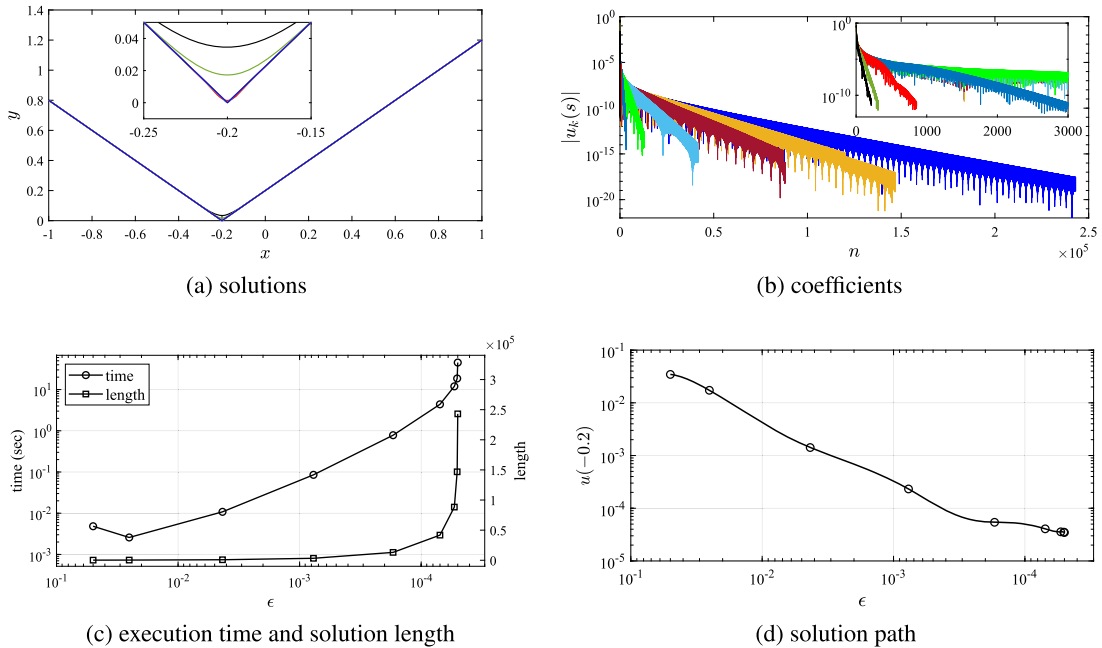 1.4
1.2
1
0.8
0.6
0.4
0.2
0
y
0.04
0.02
0
-0.25 -0.2 -0.15
-1 -0.8 -0.6 -0.4 -0.2 0 0.2 0.4 0.6 0.8 1
x
(a) solutions
10^0
10^-5
10^-10
10^-15
10^-20
|u_k(s)|
10^0
10^-10
0 1000 2000 3000
0 0.5 1 1.5 2 2.5
×10^5
n
(b) coefficients
time
length
10^1
10^0
10^-1
10^-2
10^-3
time (sec)
×10^5
3
2.5
2
1.5
1
0.5
0
length
10^-1 10^-2 10^-3 10^-4
ϵ
(c) execution time and solution length
10^-1
10^-2
10^-3
10^-4
10^-5
u(−0.2)
10^-1 10^-2 10^-3 10^-4
ϵ
(d) solution path